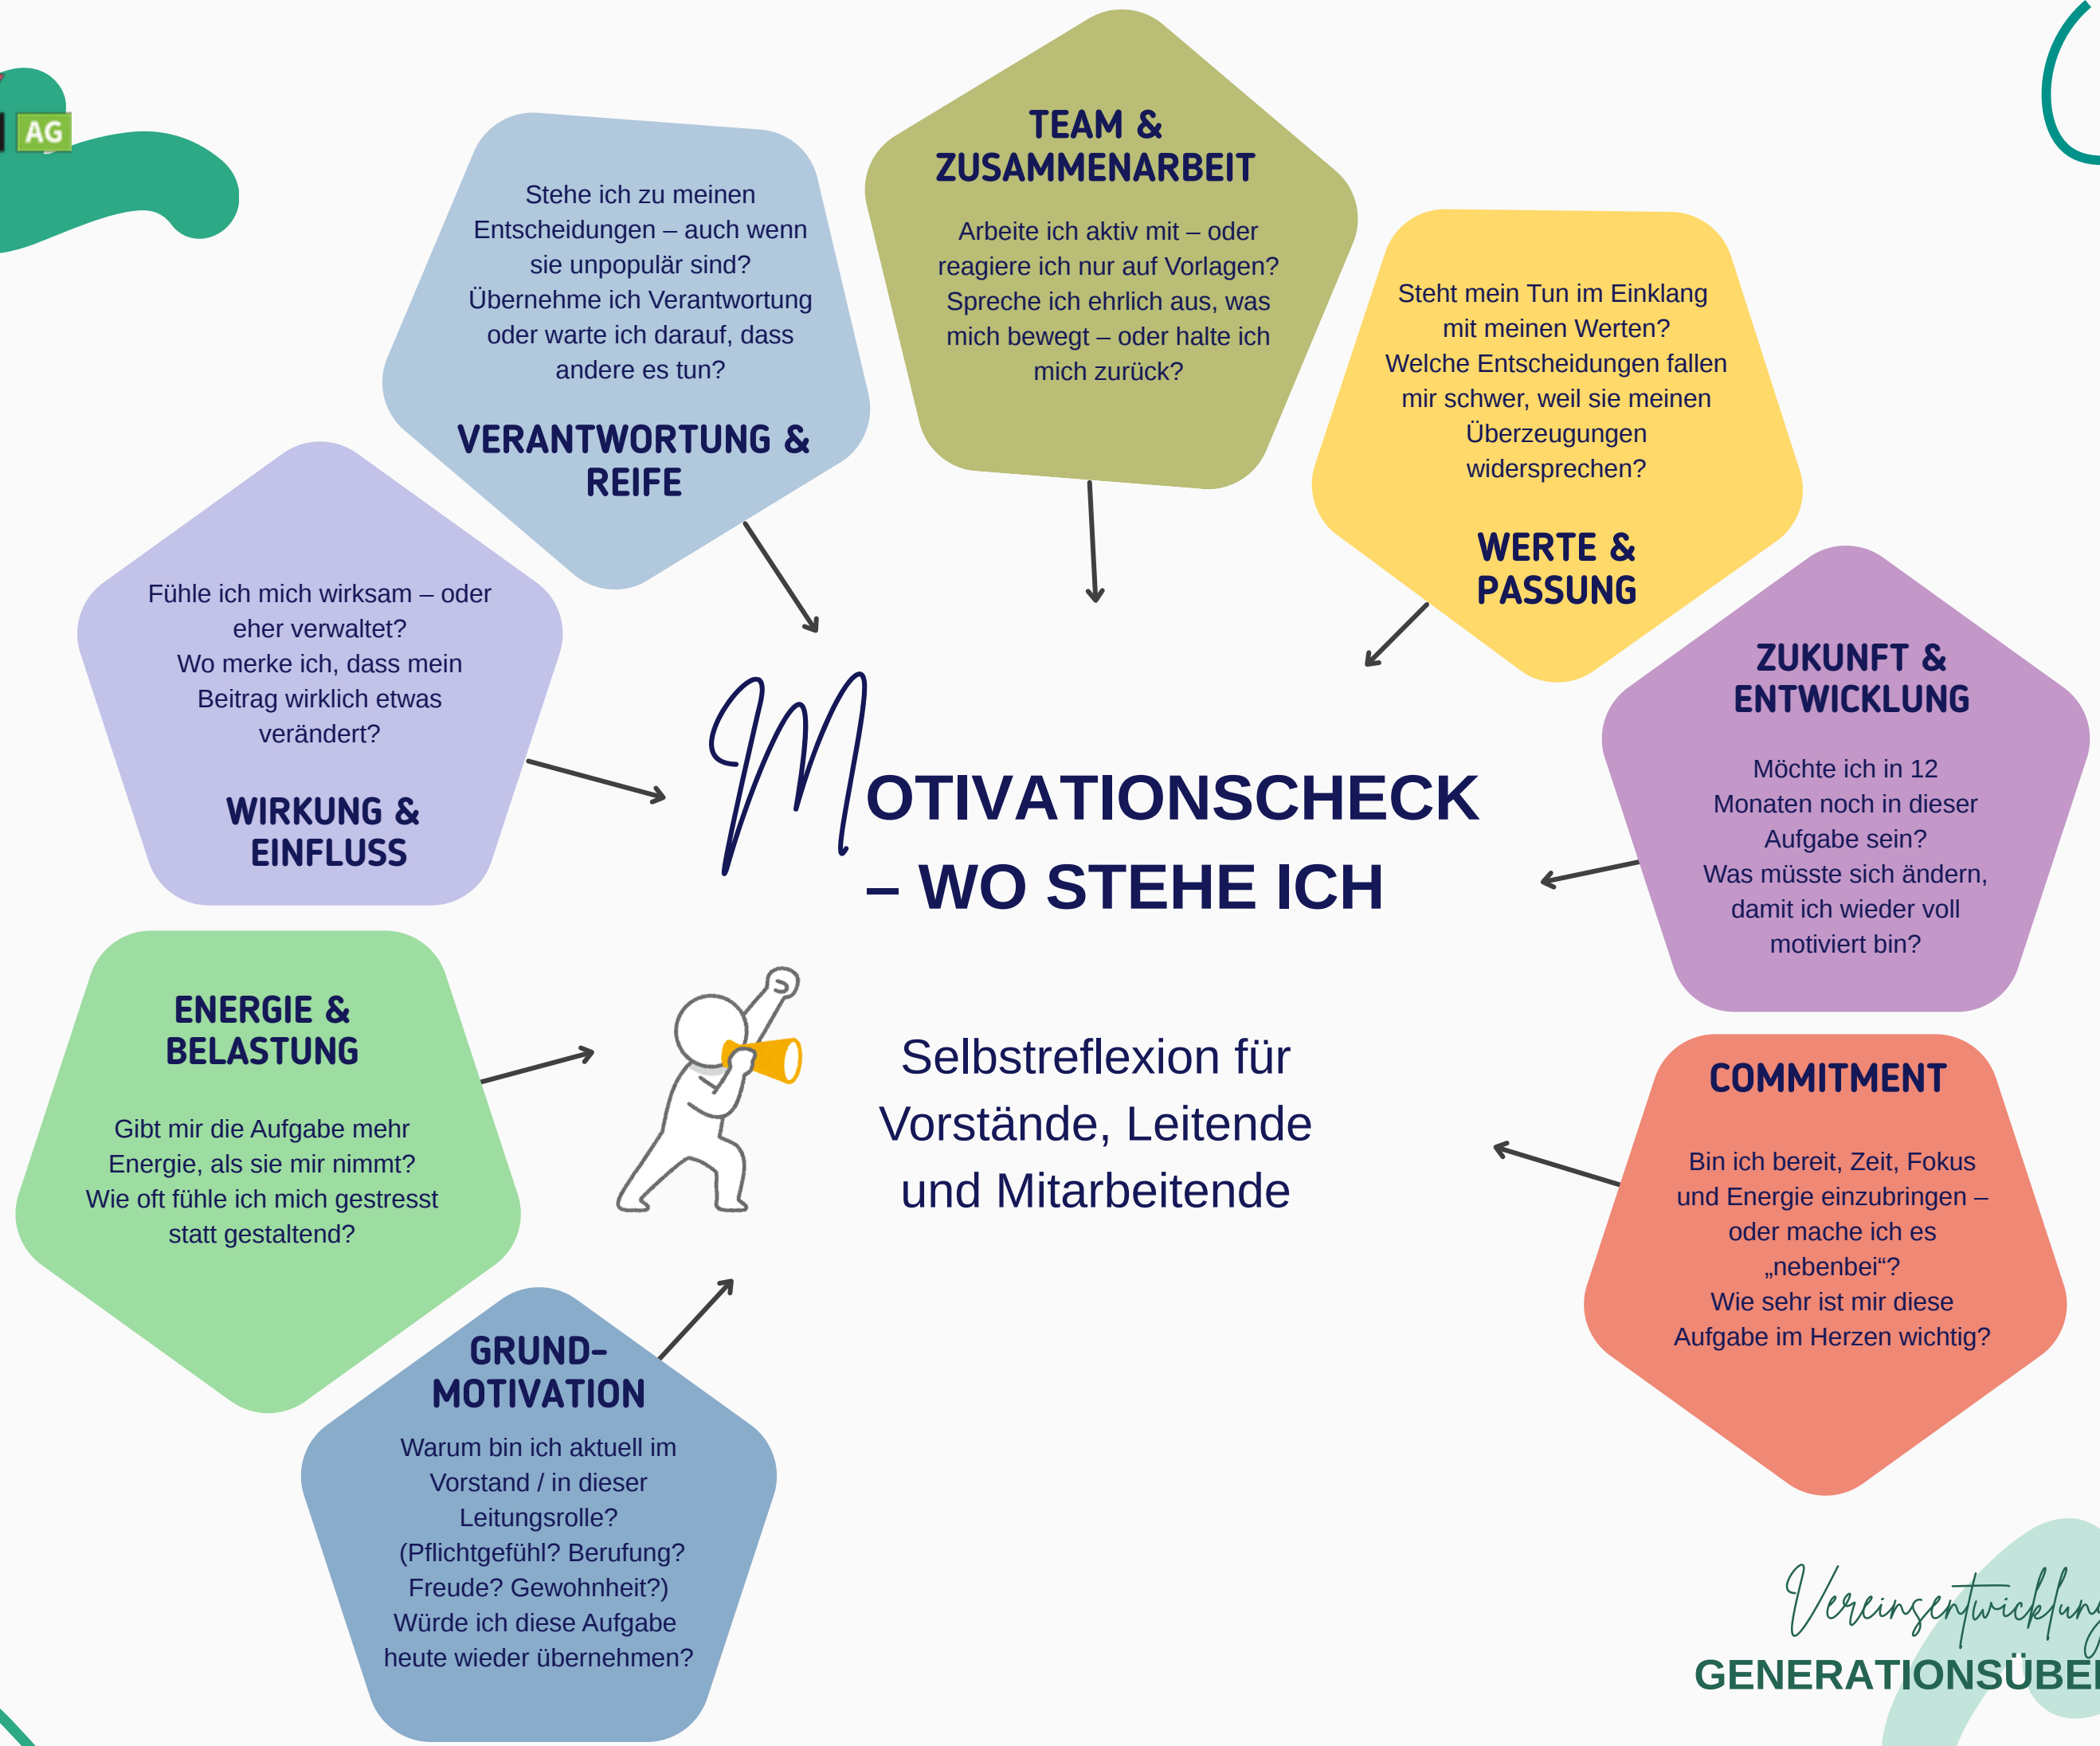 AG
TEAM &
ZUSAMMENARBEIT
Arbeite ich aktiv mit – oder
reagiere ich nur auf Vorlagen?
Spreche ich ehrlich aus, was
mich bewegt – oder halte ich
mich zurück?
Stehe ich zu meinen
Entscheidungen – auch wenn
sie unpopulär sind?
Übernehme ich Verantwortung
oder warte ich darauf, dass
andere es tun?
VERANTWORTUNG &
REIFE
Steht mein Tun im Einklang
mit meinen Werten?
Welche Entscheidungen fallen
mir schwer, weil sie meinen
Überzeugungen
widersprechen?
WERTE &
PASSUNG
Fühle ich mich wirksam – oder
eher verwaltet?
Wo merke ich, dass mein
Beitrag wirklich etwas
verändert?
WIRKUNG &
EINFLUSS
ZUKUNFT &
ENTWICKLUNG
Möchte ich in 12
Monaten noch in dieser
Aufgabe sein?
Was müsste sich ändern,
damit ich wieder voll
motiviert bin?
MOTIVATIONSCHECK
– WO STEHE ICH
Selbstreflexion für
Vorstände, Leitende
und Mitarbeitende
ENERGIE &
BELASTUNG
Gibt mir die Aufgabe mehr
Energie, als sie mir nimmt?
Wie oft fühle ich mich gestresst
statt gestaltend?
COMMITMENT
Bin ich bereit, Zeit, Fokus
und Energie einzubringen –
oder mache ich es
„nebenbei“?
Wie sehr ist mir diese
Aufgabe im Herzen wichtig?
GRUND-
MOTIVATION
Warum bin ich aktuell im
Vorstand / in dieser
Leitungsrolle?
(Pflichtgefühl? Berufung?
Freude? Gewohnheit?)
Würde ich diese Aufgabe
heute wieder übernehmen?
Vereinsentwicklung
GENERATIONSÜBER